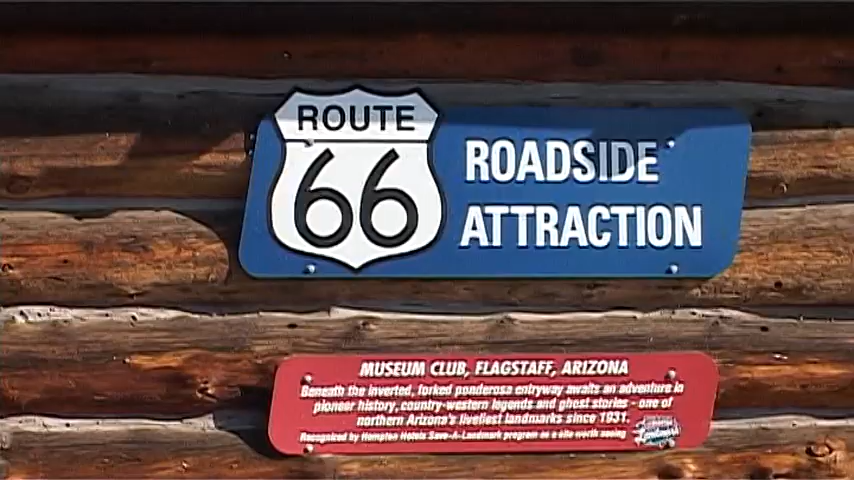 ROUTE
66
ROADSIDE
ATTRACTION
MUSEUM CLUB, FLAGSTAFF, ARIZONA
Beneath the inverted, forked ponderosa entryway awaits an adventure in
pioneer history, country-western legends and ghost stories - one of
northern Arizona's liveliest landmarks since 1931.
Recognized by Hampton Hotels Save-A-Landmark program as a site worth seeing